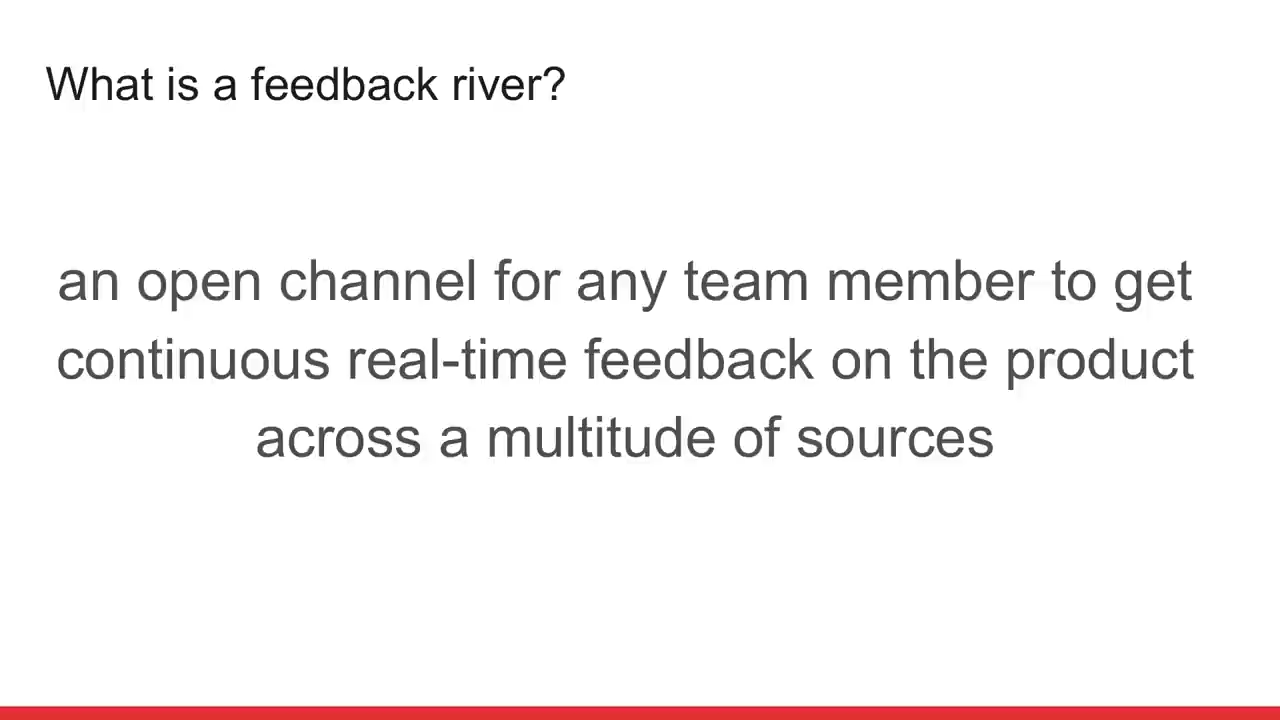 What is a feedback river?
an open channel for any team member to get
continuous real-time feedback on the product
across a multitude of sources